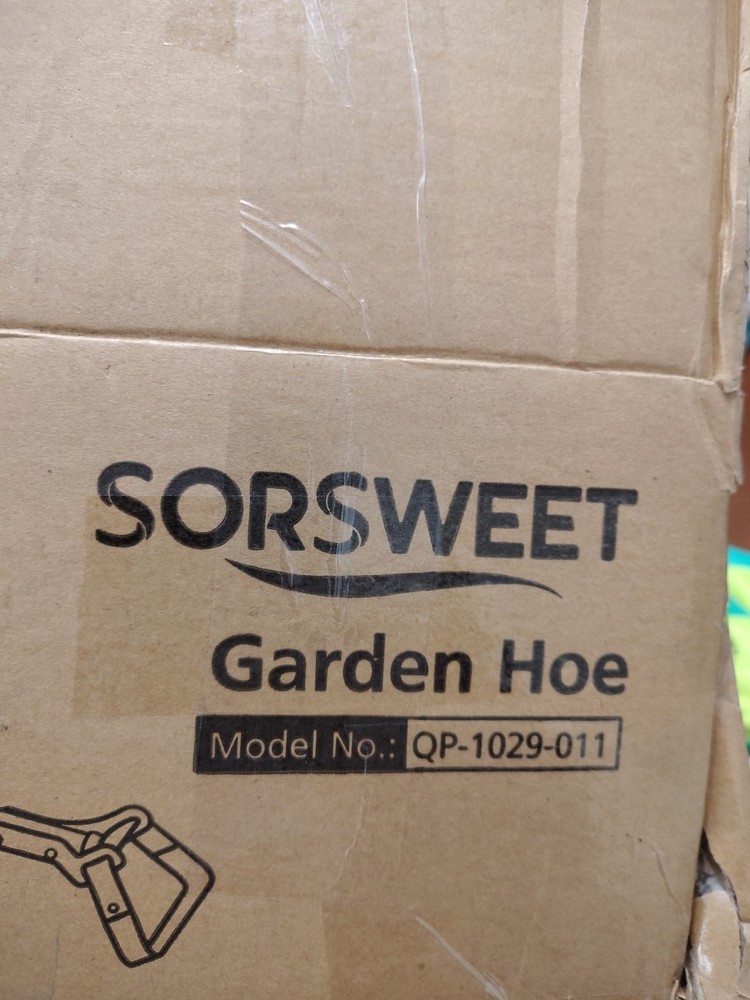 SORSWEET
Garden Hoe
Model No.: QP-1029-011